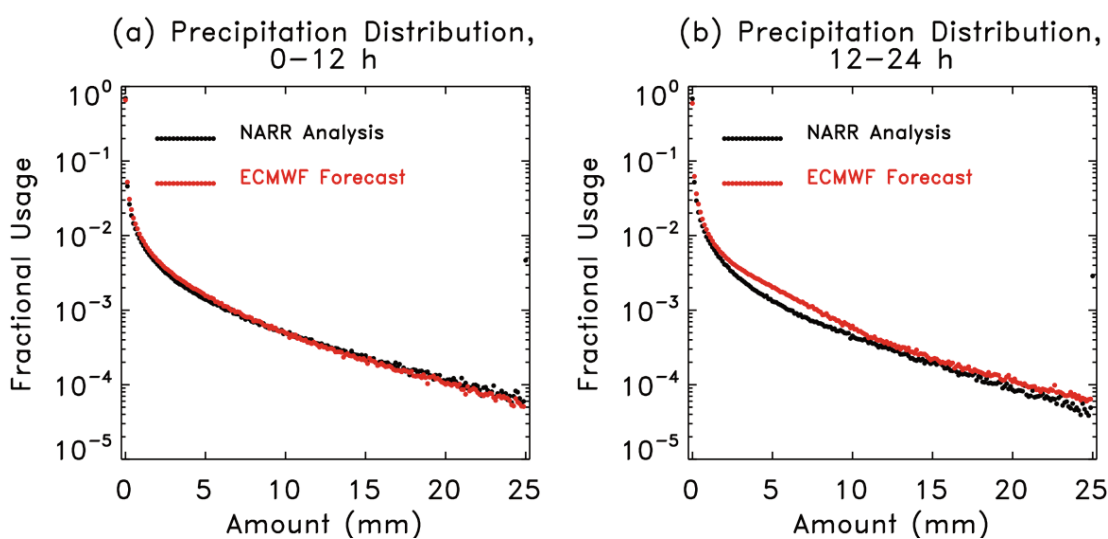 (a) Precipitation Distribution,
0−12 h
10⁰
10⁻¹
10⁻²
10⁻³
10⁻⁴
10⁻⁵
Fractional Usage
NARR Analysis
ECMWF Forecast
0 5 10 15 20 25
Amount (mm)
(b) Precipitation Distribution,
12−24 h
10⁰
10⁻¹
10⁻²
10⁻³
10⁻⁴
10⁻⁵
Fractional Usage
NARR Analysis
ECMWF Forecast
0 5 10 15 20 25
Amount (mm)